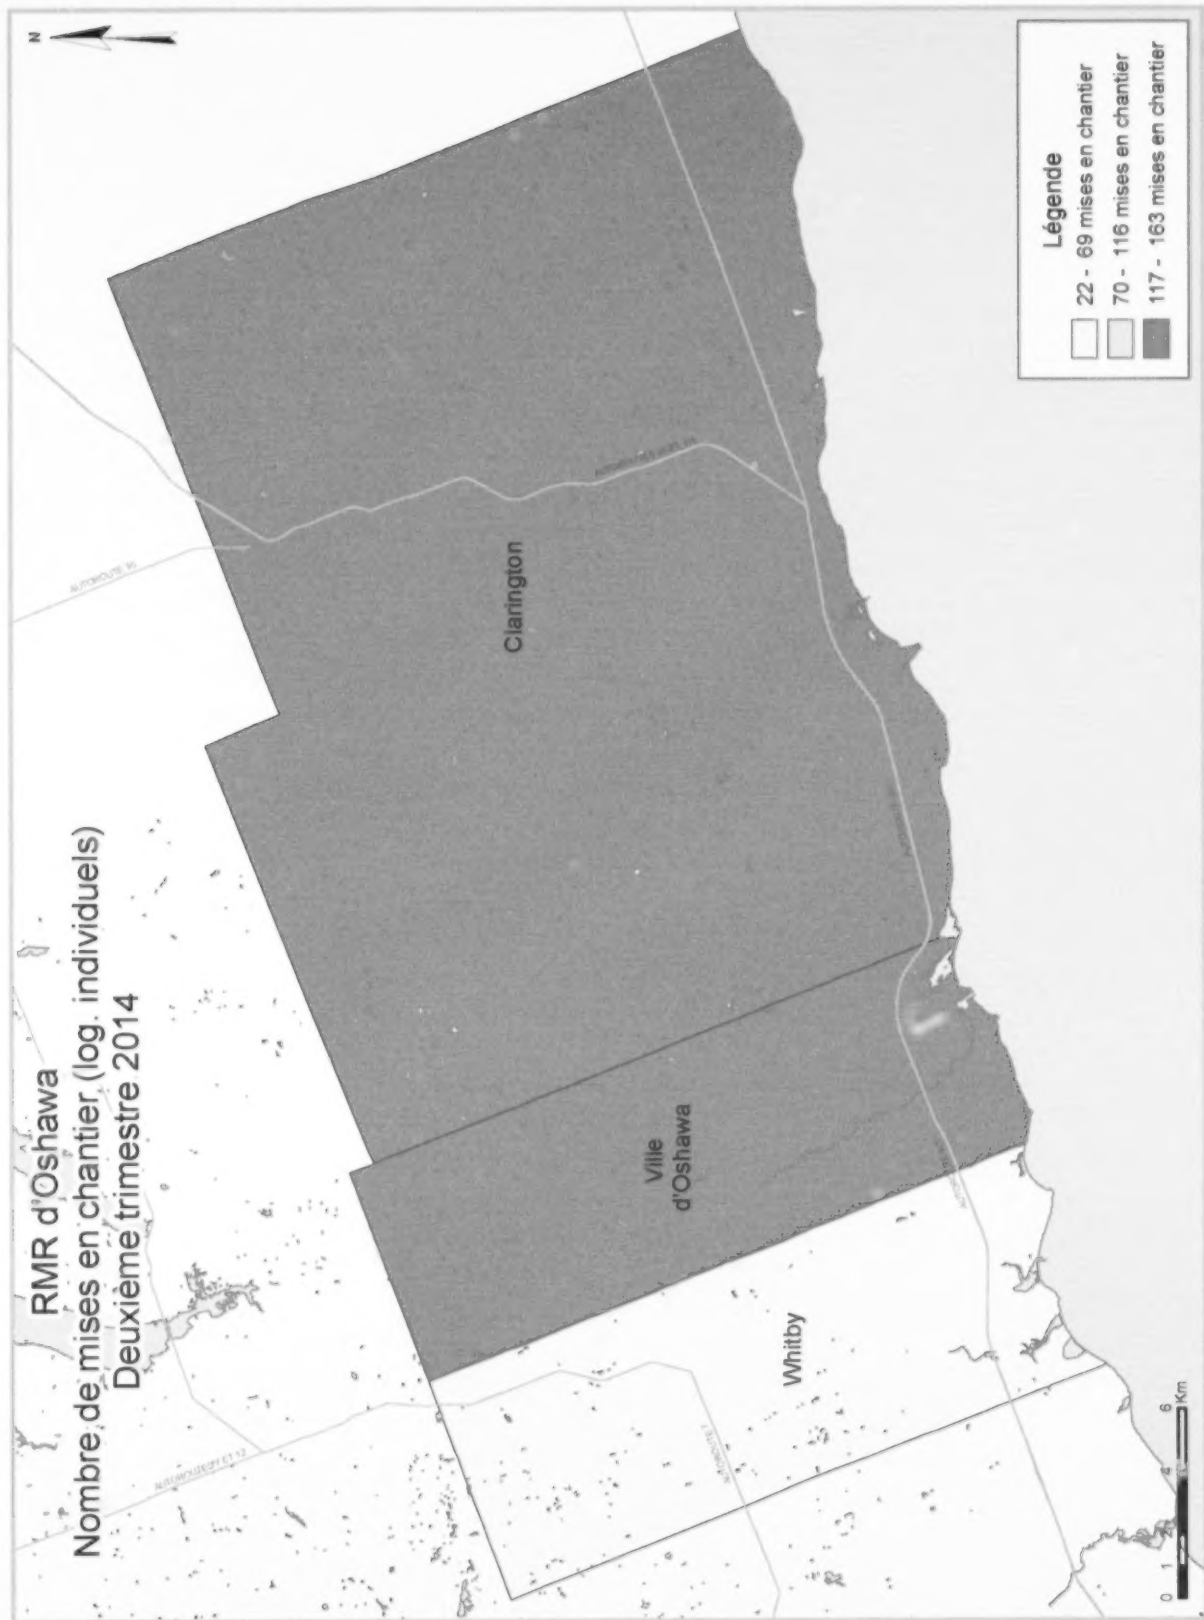 RMR d'Oshawa
Nombre de mises en chantier (log. individuels)
Deuxième trimestre 2014
N
Clarington
Ville
d'Oshawa
Whitby
Légende
22 - 69 mises en chantier
70 - 116 mises en chantier
117 - 163 mises en chantier
0 1 2 4 6
Km